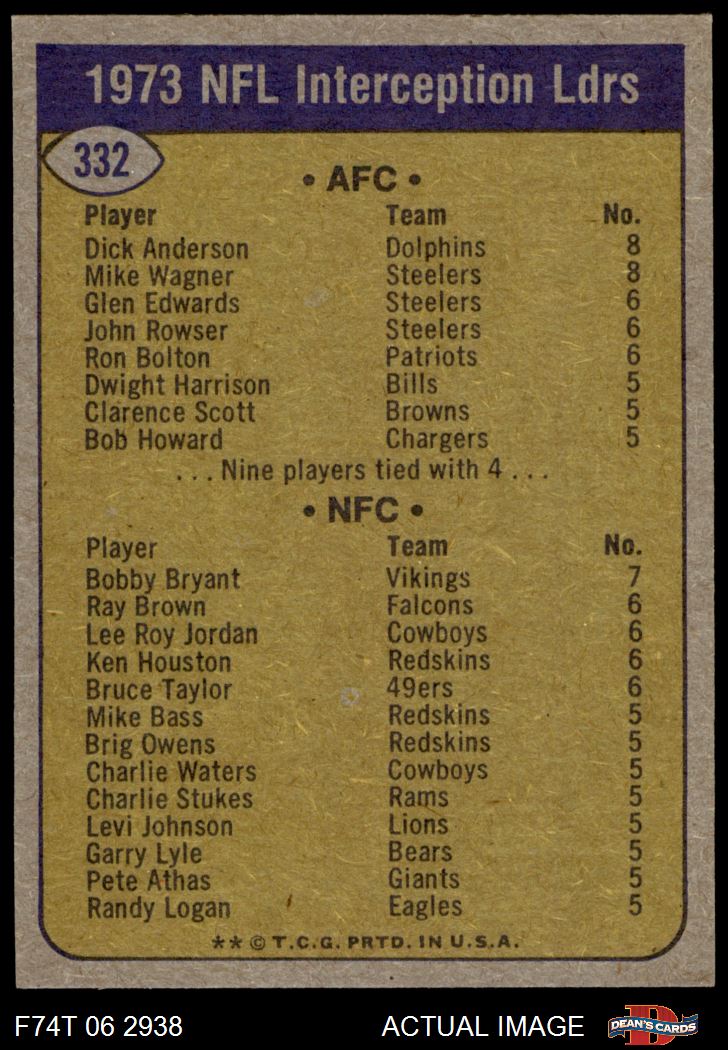 1973 NFL Interception Ldrs
332
• AFC •
Player Team No.
Dick Anderson Dolphins 8
Mike Wagner Steelers 8
Glen Edwards Steelers 6
John Rowser Steelers 6
Ron Bolton Patriots 6
Dwight Harrison Bills 5
Clarence Scott Browns 5
Bob Howard Chargers 5
. . . Nine players tied with 4 . . .
• NFC •
Player Team No.
Bobby Bryant Vikings 7
Ray Brown Falcons 6
Lee Roy Jordan Cowboys 6
Ken Houston Redskins 6
Bruce Taylor 49ers 6
Mike Bass Redskins 5
Brig Owens Redskins 5
Charlie Waters Cowboys 5
Charlie Stukes Rams 5
Levi Johnson Lions 5
Garry Lyle Bears 5
Pete Athas Giants 5
Randy Logan Eagles 5
** © T.C.G. PRTD. IN U.S.A.
F74T 06 2938 ACTUAL IMAGE D DEAN'S CARDS